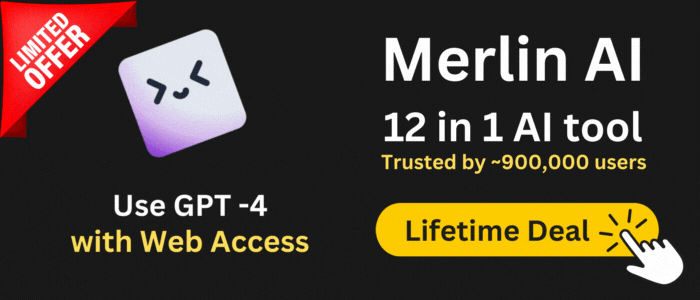 LIMITED
OFFER
Merlin AI
12 in 1 AI tool
Trusted by ~900,000 users
Use GPT -4
with Web Access
Lifetime Deal